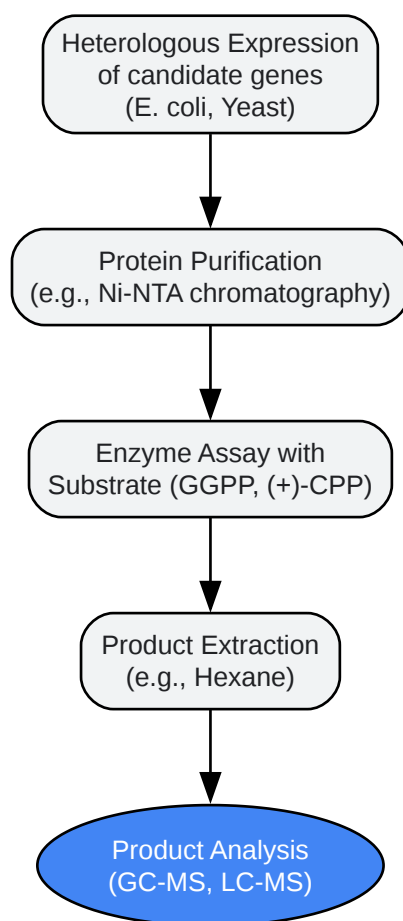 Heterologous Expression
of candidate genes
(E. coli, Yeast)
Protein Purification
(e.g., Ni-NTA chromatography)
Enzyme Assay with
Substrate (GGPP, (+)-CPP)
Product Extraction
(e.g., Hexane)
Product Analysis
(GC-MS, LC-MS)